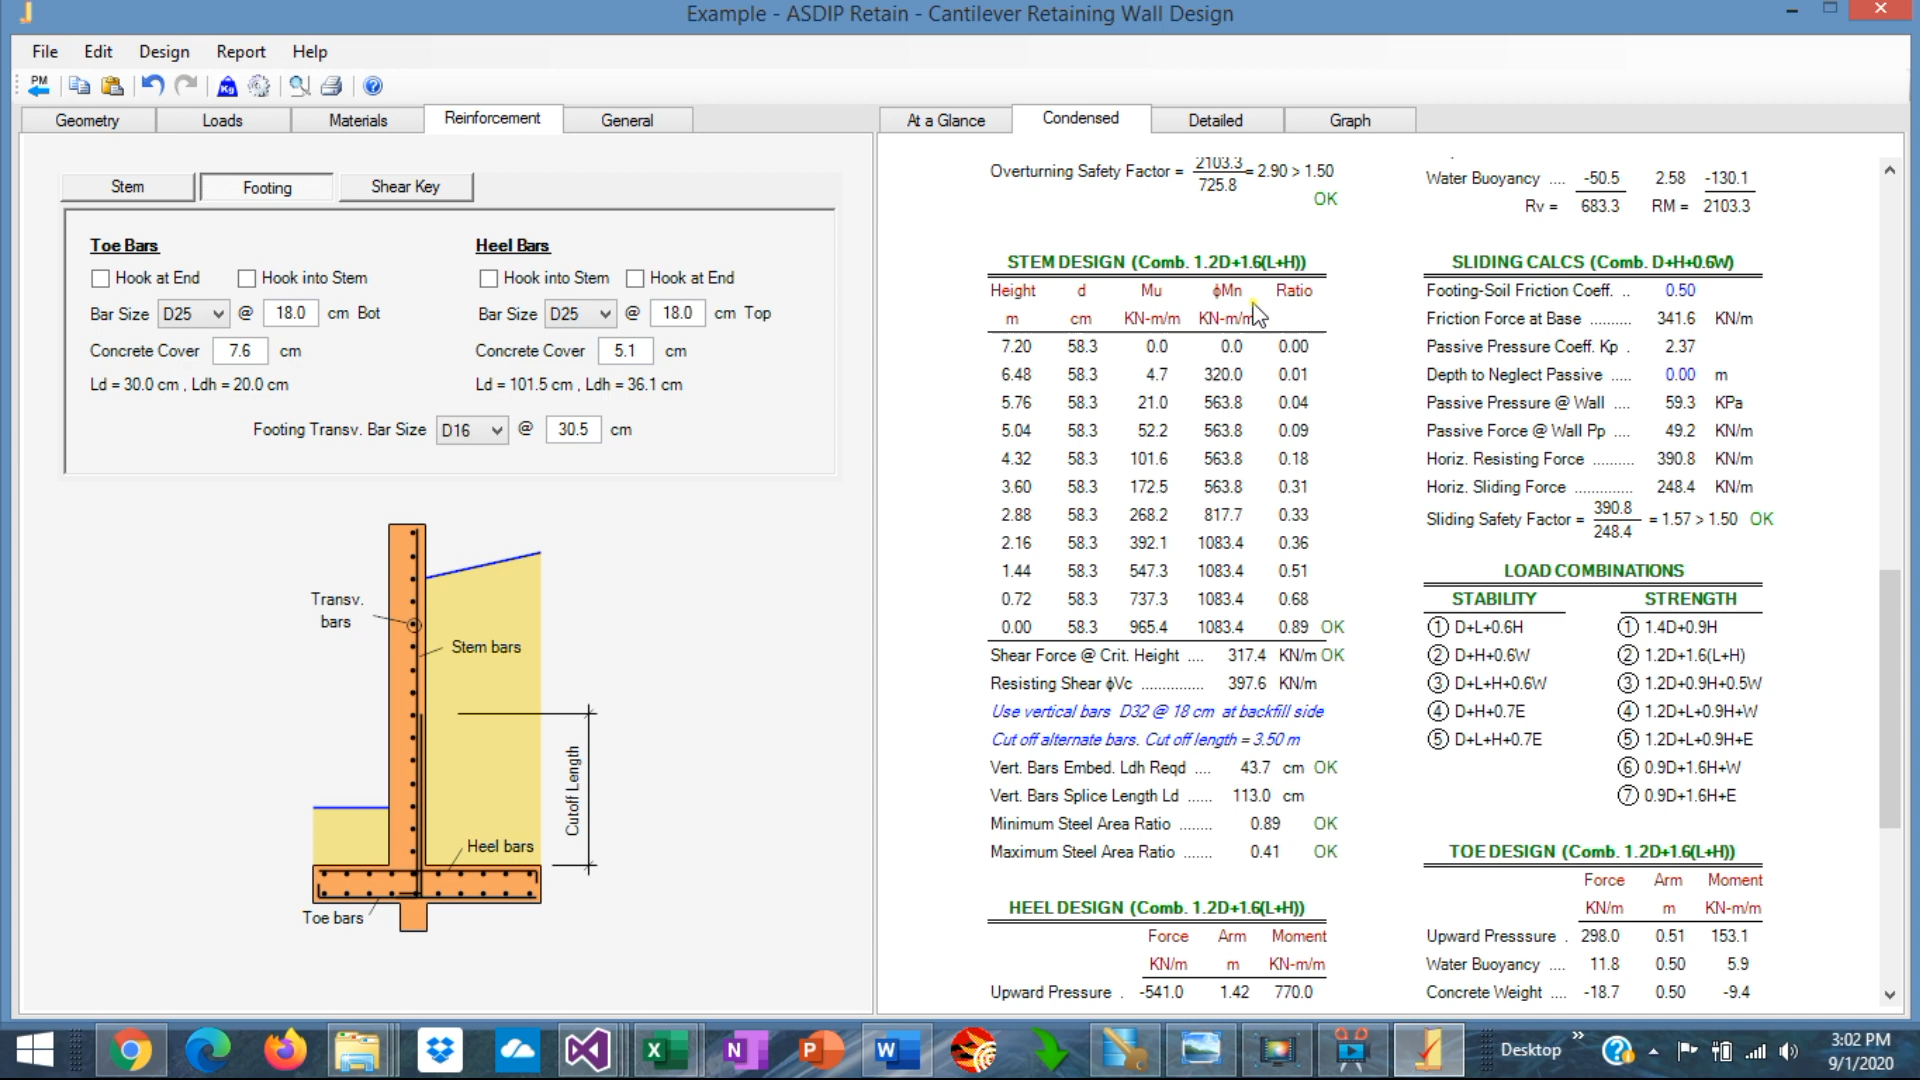 Example - ASDIP Retain - Cantilever Retaining Wall Design
File Edit Design Report Help
PM Kg ?
Geometry Loads Materials Reinforcement General
At a Glance Condensed Detailed Graph
Stem Footing Shear Key
Toe Bars
Hook at End Hook into Stem
Bar Size D25 @ 18.0 cm Bot
Concrete Cover 7.6 cm
Ld = 30.0 cm , Ldh = 20.0 cm
Heel Bars
Hook into Stem Hook at End
Bar Size D25 @ 18.0 cm Top
Concrete Cover 5.1 cm
Ld = 101.5 cm , Ldh = 36.1 cm
Footing Transv. Bar Size D16 @ 30.5 cm
Transv.
bars
Stem bars
Cutoff Length
Heel bars
Toe bars
Overturning Safety Factor = 2103.3 / 725.8 = 2.90 > 1.50
OK
STEM DESIGN (Comb. 1.2D+1.6(L+H))
Height d Mu ϕMn Ratio
m cm KN-m/m KN-m/m
7.20 58.3 0.0 0.0 0.00
6.48 58.3 4.7 320.0 0.01
5.76 58.3 21.0 563.8 0.04
5.04 58.3 52.2 563.8 0.09
4.32 58.3 101.6 563.8 0.18
3.60 58.3 172.5 563.8 0.31
2.88 58.3 268.2 817.7 0.33
2.16 58.3 392.1 1083.4 0.36
1.44 58.3 547.3 1083.4 0.51
0.72 58.3 737.3 1083.4 0.68
0.00 58.3 965.4 1083.4 0.89 OK
Shear Force @ Crit. Height .... 317.4 KN/m OK
Resisting Shear ϕVc .............. 397.6 KN/m
Use vertical bars D32 @ 18 cm at backfill side
Cut off alternate bars. Cut off length = 3.50 m
Vert. Bars Embed. Ldh Reqd .... 43.7 cm OK
Vert. Bars Splice Length Ld ...... 113.0 cm
Minimum Steel Area Ratio ........ 0.89 OK
Maximum Steel Area Ratio ...... 0.41 OK
HEEL DESIGN (Comb. 1.2D+1.6(L+H))
Force Arm Moment
KN/m m KN-m/m
Upward Pressure . -541.0 1.42 770.0
Water Buoyancy .... -50.5 2.58 -130.1
Rv = 683.3 RM = 2103.3
SLIDING CALCS (Comb. D+H+0.6W)
Footing-Soil Friction Coeff. .. 0.50
Friction Force at Base .......... 341.6 KN/m
Passive Pressure Coeff. Kp . 2.37
Depth to Neglect Passive ..... 0.00 m
Passive Pressure @ Wall .... 59.3 KPa
Passive Force @ Wall Pp .... 49.2 KN/m
Horiz. Resisting Force .......... 390.8 KN/m
Horiz. Sliding Force .............. 248.4 KN/m
Sliding Safety Factor = 390.8 / 248.4 = 1.57 > 1.50 OK
LOAD COMBINATIONS
STABILITY STRENGTH
1 D+L+0.6H 1 1.4D+0.9H
2 D+H+0.6W 2 1.2D+1.6(L+H)
3 D+L+H+0.6W 3 1.2D+0.9H+0.5W
4 D+H+0.7E 4 1.2D+L+0.9H+W
5 D+L+H+0.7E 5 1.2D+L+0.9H+E
6 0.9D+1.6H+W
7 0.9D+1.6H+E
TOE DESIGN (Comb. 1.2D+1.6(L+H))
Force Arm Moment
KN/m m KN-m/m
Upward Presssure . 298.0 0.51 153.1
Water Buoyancy .... 11.8 0.50 5.9
Concrete Weight .... -18.7 0.50 -9.4
Desktop »
3:02 PM
9/1/2020